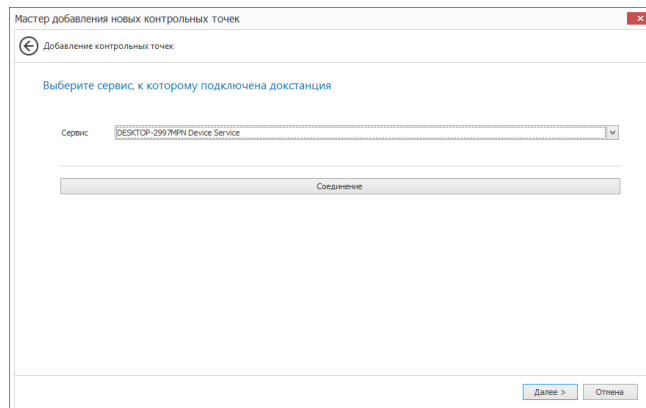 Мастер добавления новых контрольных точек
Добавление контрольных точек
Выберите сервис, к которому подключена докстанция
Сервис DESKTOP-2997MPN Device Service
Соединение
Далее > Отмена